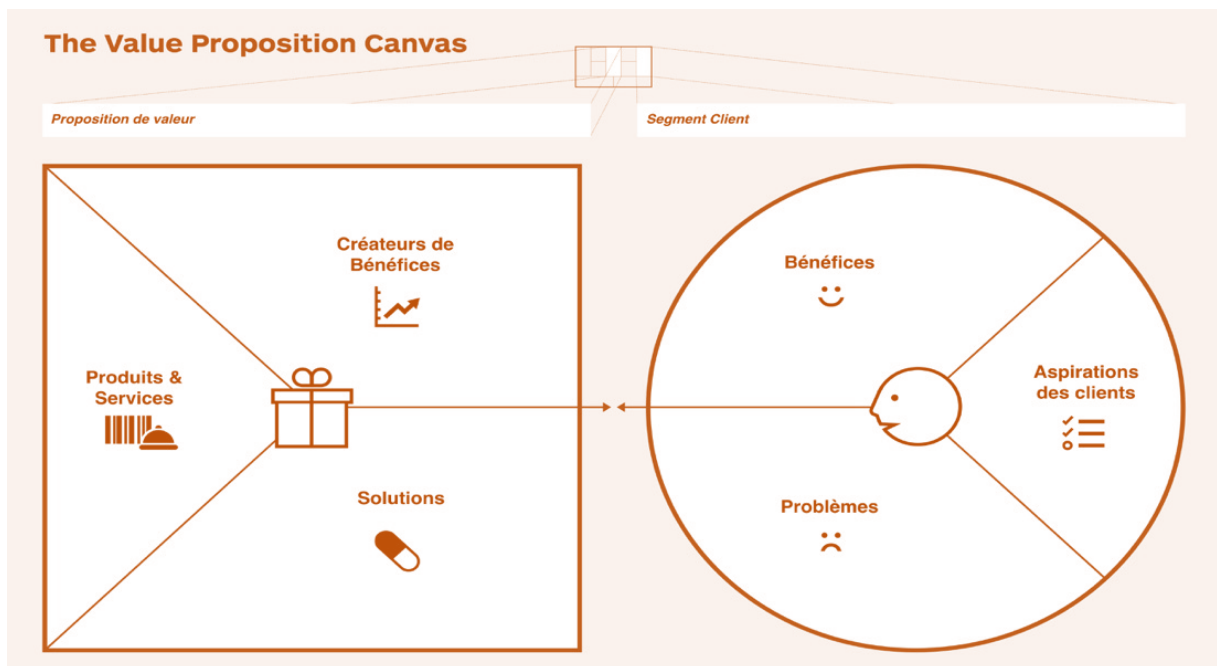 The Value Proposition Canvas
Proposition de valeur
Segment Client
Créateurs de
Bénéfices
Produits &
Services
Solutions
Bénéfices
Aspirations
des clients
Problèmes